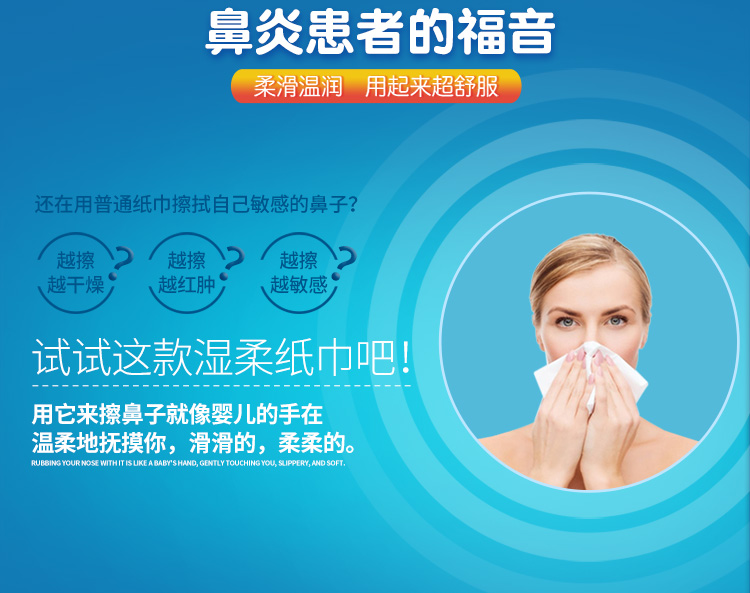 鼻炎患者的福音
柔滑温润 用起来超舒服
还在用普通纸巾擦拭自己敏感的鼻子?
越擦
越干燥?
越擦
越红肿?
越擦
越敏感?
试试这款湿柔纸巾吧!
用它来擦鼻子就像婴儿的手在
温柔地抚摸你，滑滑的，柔柔的。
RUBBING YOUR NOSE WITH IT IS LIKE A BABY'S HAND, GENTLY TOUCHING YOU, SLIPPERY, AND SOFT.